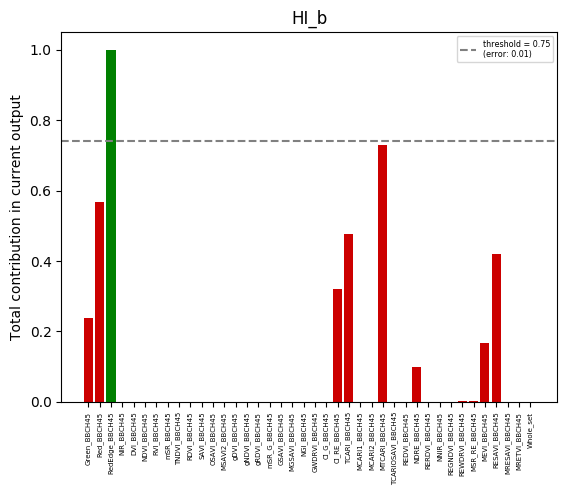 HI_b
Total contribution in current output
1.0
0.8
0.6
0.4
0.2
0.0
threshold = 0.75
(error: 0.01)
Green_BBCH45
Red_BBCH45
RedEdge_BBCH45
NIR_BBCH45
DVI_BBCH45
NDVI_BBCH45
RVI_BBCH45
mSR_BBCH45
TNDVI_BBCH45
RDVI_BBCH45
SAVI_BBCH45
OSAVI_BBCH45
MSAVI2_BBCH45
gDVI_BBCH45
gNDVI_BBCH45
gRDVI_BBCH45
mSR_G_BBCH45
GSAVI_BBCH45
MGSAVI_BBCH45
NGI_BBCH45
GWDRVI_BBCH45
CI_G_BBCH45
CI_RE_BBCH45
TCARI_BBCH45
MCARI1_BBCH45
MCARI2_BBCH45
MTCARI_BBCH45
TCARIOSAVI_BBCH45
REDVI_BBCH45
NDRE_BBCH45
RERDVI_BBCH45
NNIR_BBCH45
REGNDVI_BBCH45
REWDRVI_BBCH45
MSR_RE_BBCH45
MEVI_BBCH45
RESAVI_BBCH45
MRESAVI_BBCH45
MRETVI_BBCH45
Whole_set